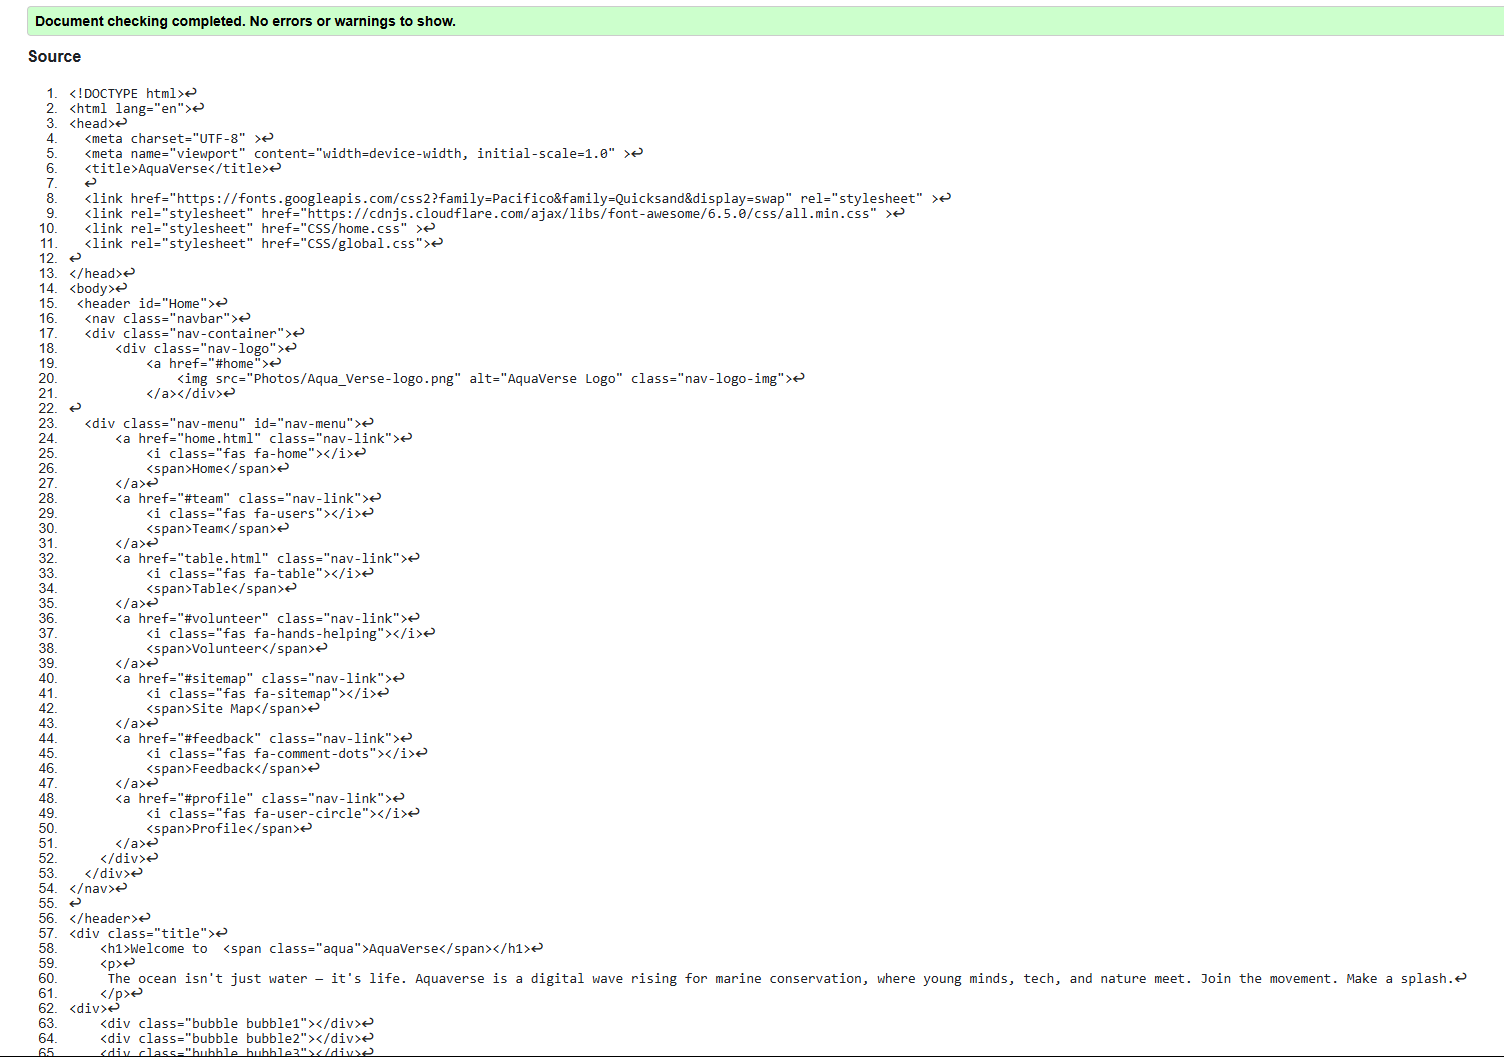 Document checking completed. No errors or warnings to show.
Source
1. <!DOCTYPE html>↩
2. <html lang="en">↩
3. <head>↩
4.   <meta charset="UTF-8" >↩
5.   <meta name="viewport" content="width=device-width, initial-scale=1.0" >↩
6.   <title>AquaVerse</title>↩
7.   ↩
8.   <link href="https://fonts.googleapis.com/css2?family=Pacifico&family=Quicksand&display=swap" rel="stylesheet" >↩
9.   <link rel="stylesheet" href="https://cdnjs.cloudflare.com/ajax/libs/font-awesome/6.5.0/css/all.min.css" >↩
10.   <link rel="stylesheet" href="CSS/home.css" >↩
11.   <link rel="stylesheet" href="CSS/global.css">↩
12. ↩
13. </head>↩
14. <body>↩
15.  <header id="Home">↩
16.   <nav class="navbar">↩
17.   <div class="nav-container">↩
18.       <div class="nav-logo">↩
19.           <a href="#home">↩
20.               <img src="Photos/Aqua_Verse-logo.png" alt="AquaVerse Logo" class="nav-logo-img">↩
21.           </a></div>↩
22. ↩
23.   <div class="nav-menu" id="nav-menu">↩
24.       <a href="home.html" class="nav-link">↩
25.           <i class="fas fa-home"></i>↩
26.           <span>Home</span>↩
27.       </a>↩
28.       <a href="#team" class="nav-link">↩
29.           <i class="fas fa-users"></i>↩
30.           <span>Team</span>↩
31.       </a>↩
32.       <a href="table.html" class="nav-link">↩
33.           <i class="fas fa-table"></i>↩
34.           <span>Table</span>↩
35.       </a>↩
36.       <a href="#volunteer" class="nav-link">↩
37.           <i class="fas fa-hands-helping"></i>↩
38.           <span>Volunteer</span>↩
39.       </a>↩
40.       <a href="#sitemap" class="nav-link">↩
41.           <i class="fas fa-sitemap"></i>↩
42.           <span>Site Map</span>↩
43.       </a>↩
44.       <a href="#feedback" class="nav-link">↩
45.           <i class="fas fa-comment-dots"></i>↩
46.           <span>Feedback</span>↩
47.       </a>↩
48.       <a href="#profile" class="nav-link">↩
49.           <i class="fas fa-user-circle"></i>↩
50.           <span>Profile</span>↩
51.       </a>↩
52.     </div>↩
53.   </div>↩
54. </nav>↩
55. ↩
56. </header>↩
57. <div class="title">↩
58.     <h1>Welcome to  <span class="aqua">AquaVerse</span></h1>↩
59.     <p>↩
60.      The ocean isn't just water — it's life. Aquaverse is a digital wave rising for marine conservation, where young minds, tech, and nature meet. Join the movement. Make a splash.↩
61.     </p>↩
62. <div>↩
63.     <div class="bubble bubble1"></div>↩
64.     <div class="bubble bubble2"></div>↩
65.     <div class="bubble bubble3"></div>↩